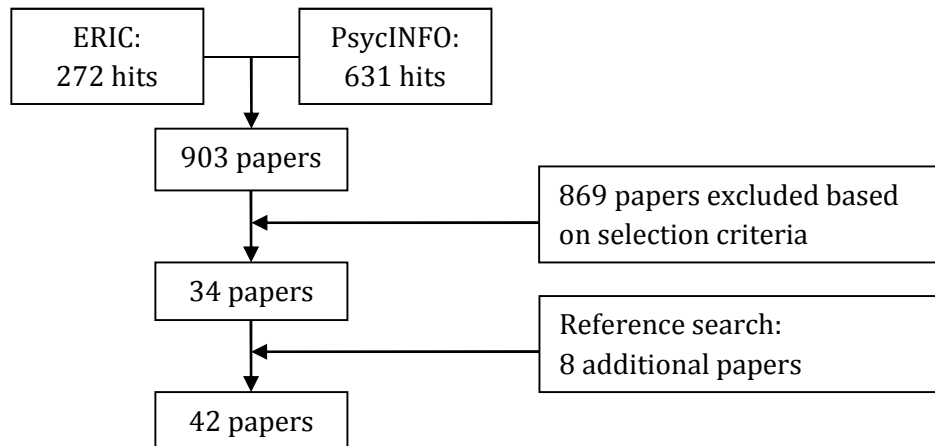 ERIC:
272 hits
PsycINFO:
631 hits
903 papers
869 papers excluded based
on selection criteria
34 papers
Reference search:
8 additional papers
42 papers